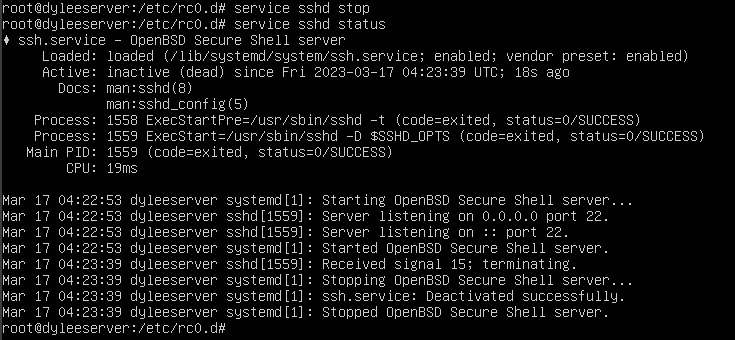 root@dyleeserver:/etc/rc0.d# service sshd stop
root@dyleeserver:/etc/rc0.d# service sshd status
♦ ssh.service - OpenBSD Secure Shell server
     Loaded: loaded (/lib/systemd/system/ssh.service; enabled; vendor preset: enabled)
     Active: inactive (dead) since Fri 2023-03-17 04:23:39 UTC; 18s ago
       Docs: man:sshd(8)
             man:sshd_config(5)
    Process: 1558 ExecStartPre=/usr/sbin/sshd -t (code=exited, status=0/SUCCESS)
    Process: 1559 ExecStart=/usr/sbin/sshd -D $SSHD_OPTS (code=exited, status=0/SUCCESS)
   Main PID: 1559 (code=exited, status=0/SUCCESS)
        CPU: 19ms

Mar 17 04:22:53 dyleeserver systemd[1]: Starting OpenBSD Secure Shell server...
Mar 17 04:22:53 dyleeserver sshd[1559]: Server listening on 0.0.0.0 port 22.
Mar 17 04:22:53 dyleeserver sshd[1559]: Server listening on :: port 22.
Mar 17 04:22:53 dyleeserver systemd[1]: Started OpenBSD Secure Shell server.
Mar 17 04:23:39 dyleeserver sshd[1559]: Received signal 15; terminating.
Mar 17 04:23:39 dyleeserver systemd[1]: Stopping OpenBSD Secure Shell server...
Mar 17 04:23:39 dyleeserver systemd[1]: ssh.service: Deactivated successfully.
Mar 17 04:23:39 dyleeserver systemd[1]: Stopped OpenBSD Secure Shell server.
root@dyleeserver:/etc/rc0.d#